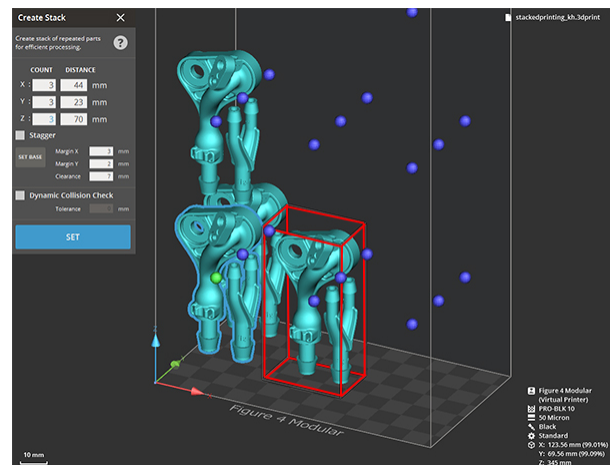 Create Stack
Create stack of repeated parts
for efficient processing.
?
COUNT DISTANCE
X : 3 44 mm
Y : 3 23 mm
Z : 3 70 mm
Stagger
SET BASE
Margin X 3 mm
Margin Y 2 mm
Clearance 7 mm
Dynamic Collision Check
Tolerance mm
SET
stackedprinting_kh.3dprint
Figure 4 Modular
Figure 4 Modular
(Virtual Printer)
PRO-BLK 10
50 Micron
Black
Standard
X: 123.56 mm (99.01%)
Y: 69.56 mm (99.09%)
Z: 345 mm
10 mm